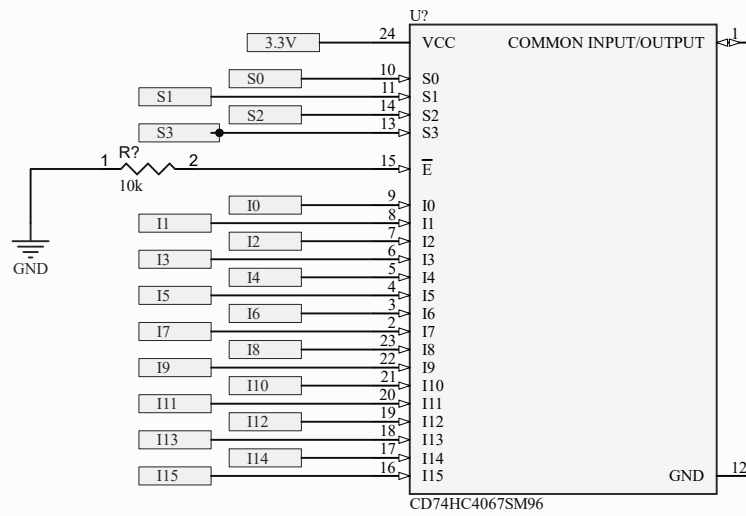 U?
3.3V 24 VCC COMMON INPUT/OUTPUT 1
S0 10 S0
S1 11 S1
S2 14 S2
S3 13 S3
R?
1 2 15 E
10k
I0 9 I0
I1 8 I1
I2 7 I2
GND
I3 6 I3
I4 5 I4
I5 4 I5
I6 3 I6
I7 2 I7
I8 23 I8
I9 22 I9
I10 21 I10
I11 20 I11
I12 19 I12
I13 18 I13
I14 17 I14
I15 16 I15 GND 12
CD74HC4067SM96